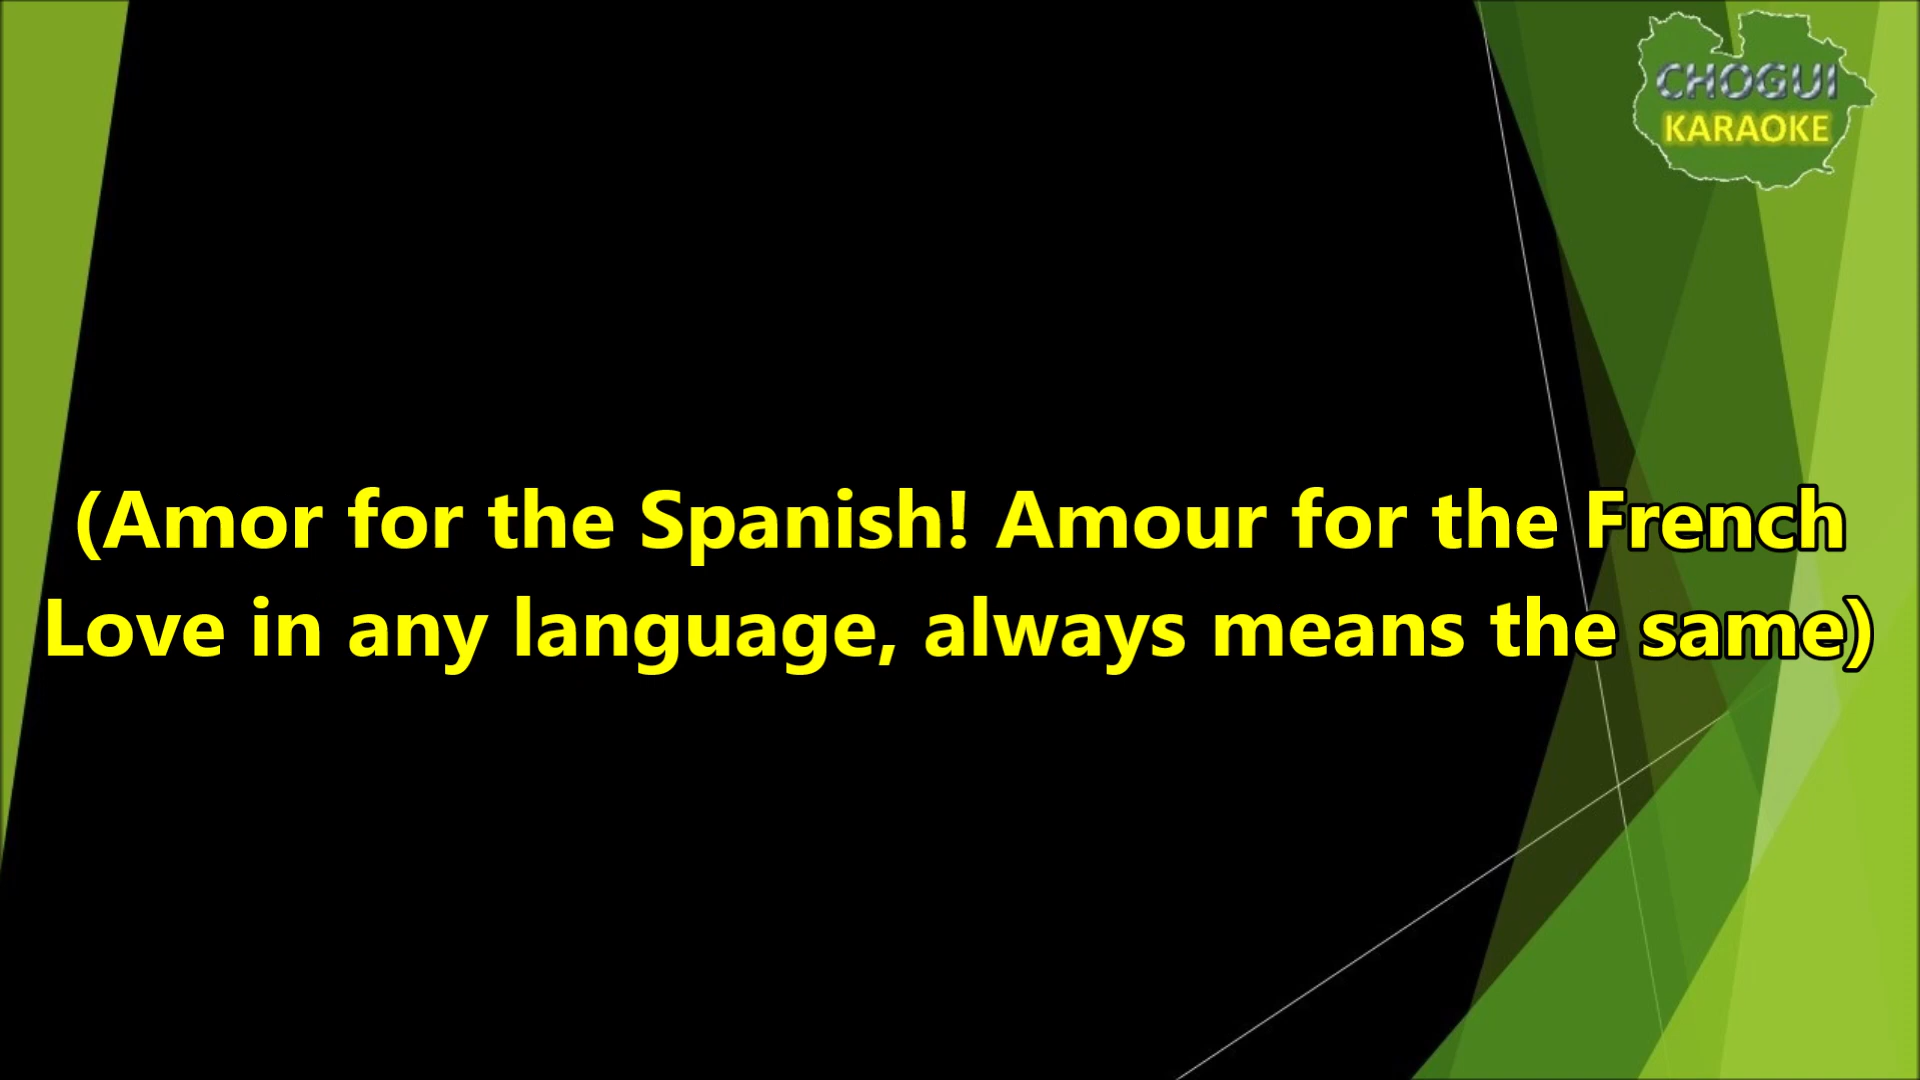 CHOGUI
KARAOKE
(Amor for the Spanish! Amour for the French
Love in any language, always means the same)